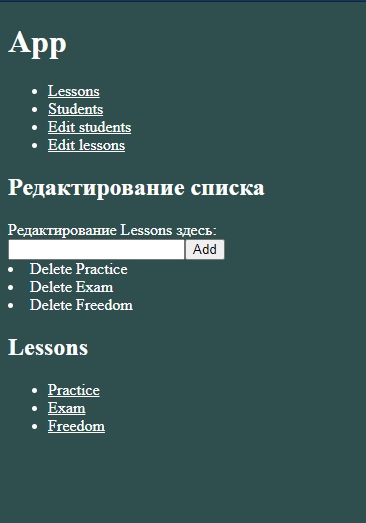 App
Lessons
Students
Edit students
Edit lessons
Редактирование списка
Редактирование Lessons здесь:
Add
Delete Practice
Delete Exam
Delete Freedom
Lessons
Practice
Exam
Freedom